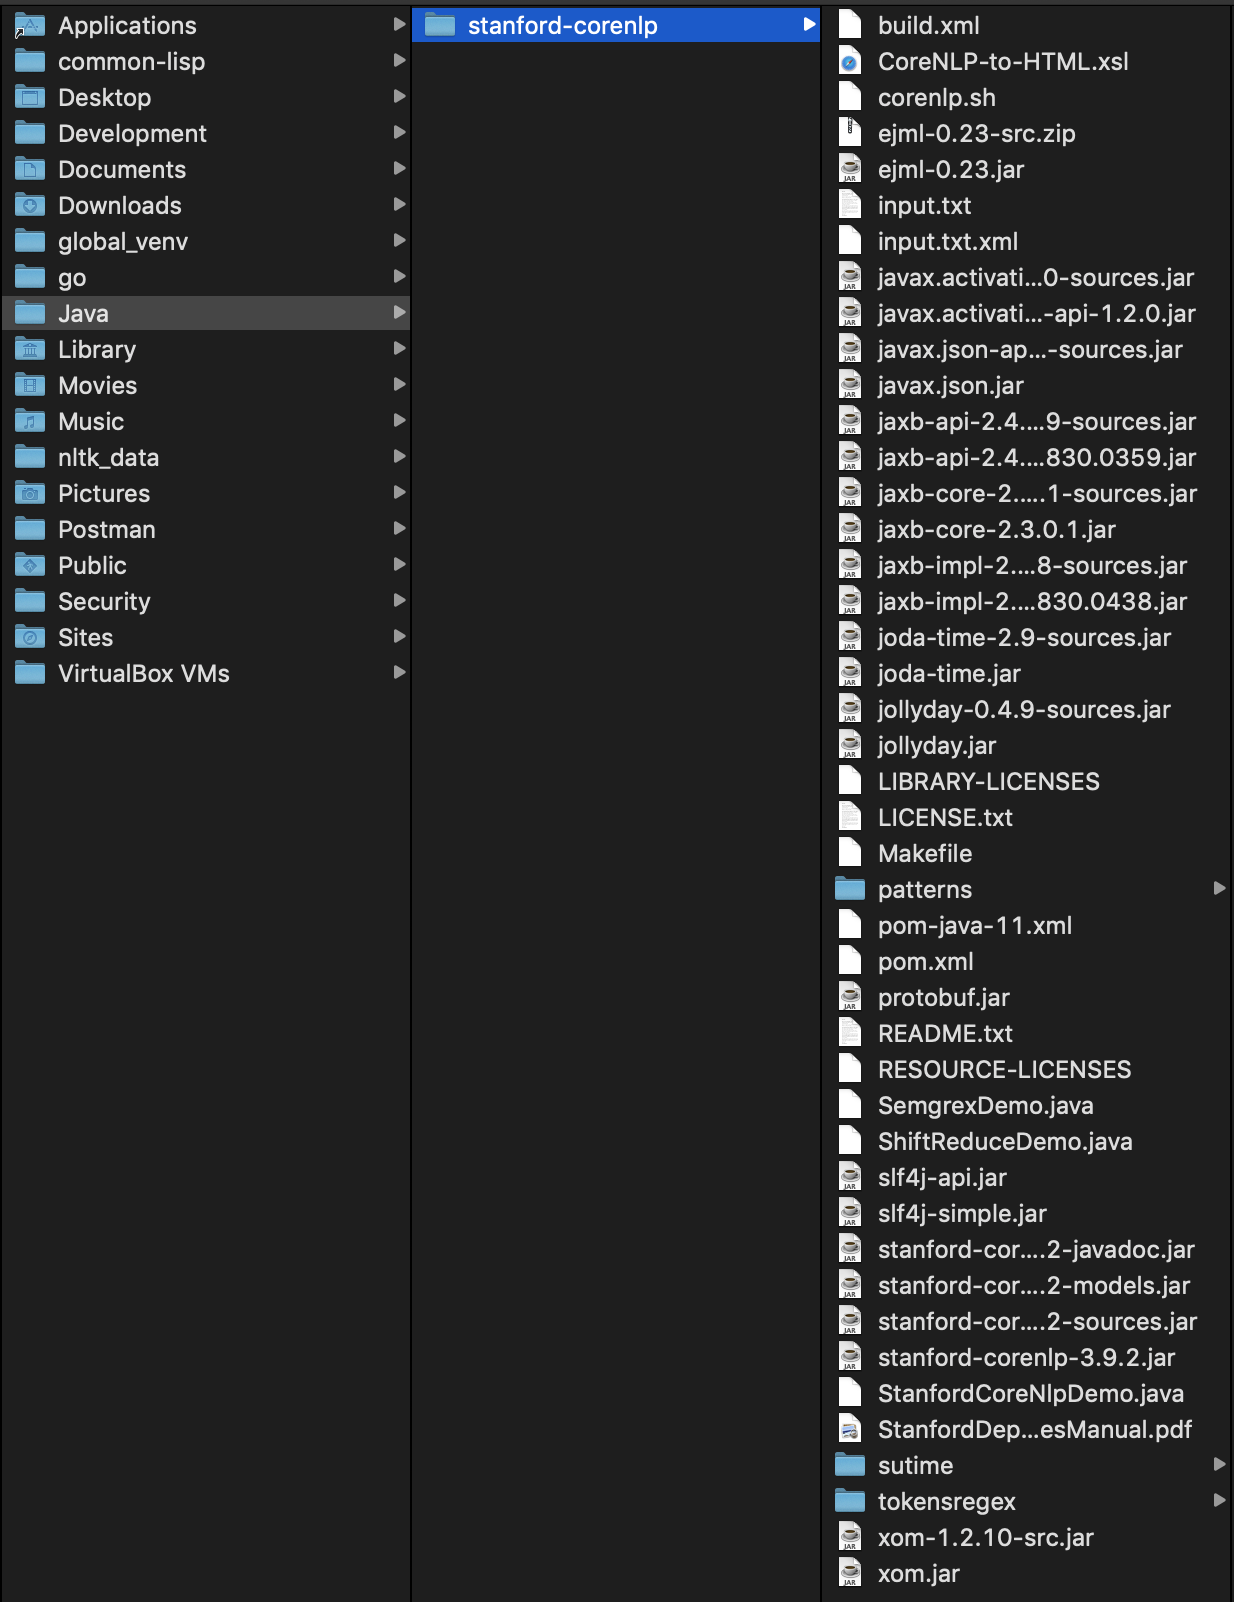 Applications
common-lisp
Desktop
Development
Documents
Downloads
global_venv
go
Java
Library
Movies
Music
nltk_data
Pictures
Postman
Public
Security
Sites
VirtualBox VMs
stanford-corenlp
build.xml
CoreNLP-to-HTML.xsl
corenlp.sh
ejml-0.23-src.zip
ejml-0.23.jar
input.txt
input.txt.xml
javax.activati...0-sources.jar
javax.activati...-api-1.2.0.jar
javax.json-ap...-sources.jar
javax.json.jar
jaxb-api-2.4....9-sources.jar
jaxb-api-2.4....830.0359.jar
jaxb-core-2.....1-sources.jar
jaxb-core-2.3.0.1.jar
jaxb-impl-2....8-sources.jar
jaxb-impl-2....830.0438.jar
joda-time-2.9-sources.jar
joda-time.jar
jollyday-0.4.9-sources.jar
jollyday.jar
LIBRARY-LICENSES
LICENSE.txt
Makefile
patterns
pom-java-11.xml
pom.xml
protobuf.jar
README.txt
RESOURCE-LICENSES
SemgrexDemo.java
ShiftReduceDemo.java
slf4j-api.jar
slf4j-simple.jar
stanford-cor....2-javadoc.jar
stanford-cor....2-models.jar
stanford-cor....2-sources.jar
stanford-corenlp-3.9.2.jar
StanfordCoreNlpDemo.java
StanfordDep...esManual.pdf
sutime
tokensregex
xom-1.2.10-src.jar
xom.jar